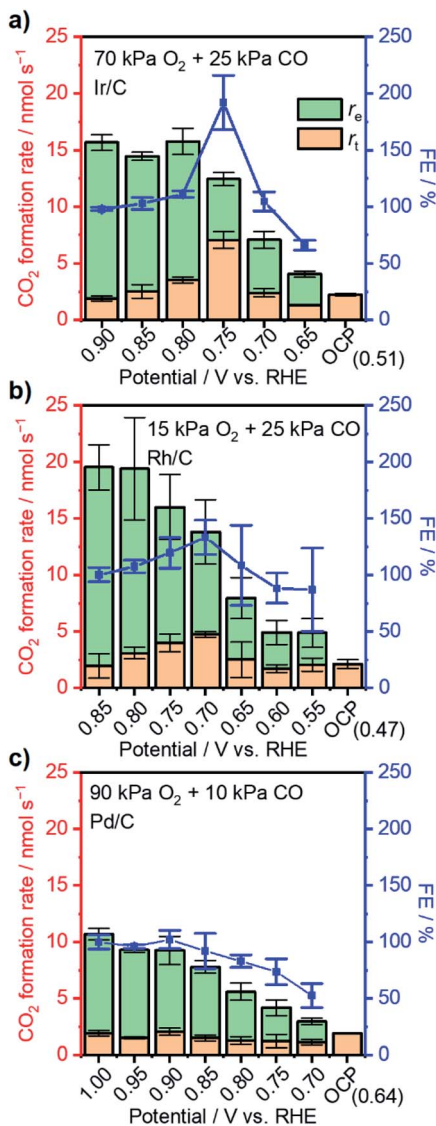 a)
70 kPa O₂ + 25 kPa CO
Ir/C
rₑ
rₜ
CO₂ formation rate / nmol s⁻¹
25
20
15
10
5
0
FE / %
250
200
150
100
50
0
0.90 0.85 0.80 0.75 0.70 0.65 OCP (0.51)
Potential / V vs. RHE
b)
15 kPa O₂ + 25 kPa CO
Rh/C
CO₂ formation rate / nmol s⁻¹
25
20
15
10
5
0
FE / %
250
200
150
100
50
0
0.85 0.80 0.75 0.70 0.65 0.60 0.55 OCP (0.47)
Potential / V vs. RHE
c)
90 kPa O₂ + 10 kPa CO
Pd/C
CO₂ formation rate / nmol s⁻¹
25
20
15
10
5
0
FE / %
250
200
150
100
50
0
1.00 0.95 0.90 0.85 0.80 0.75 0.70 OCP (0.64)
Potential / V vs. RHE